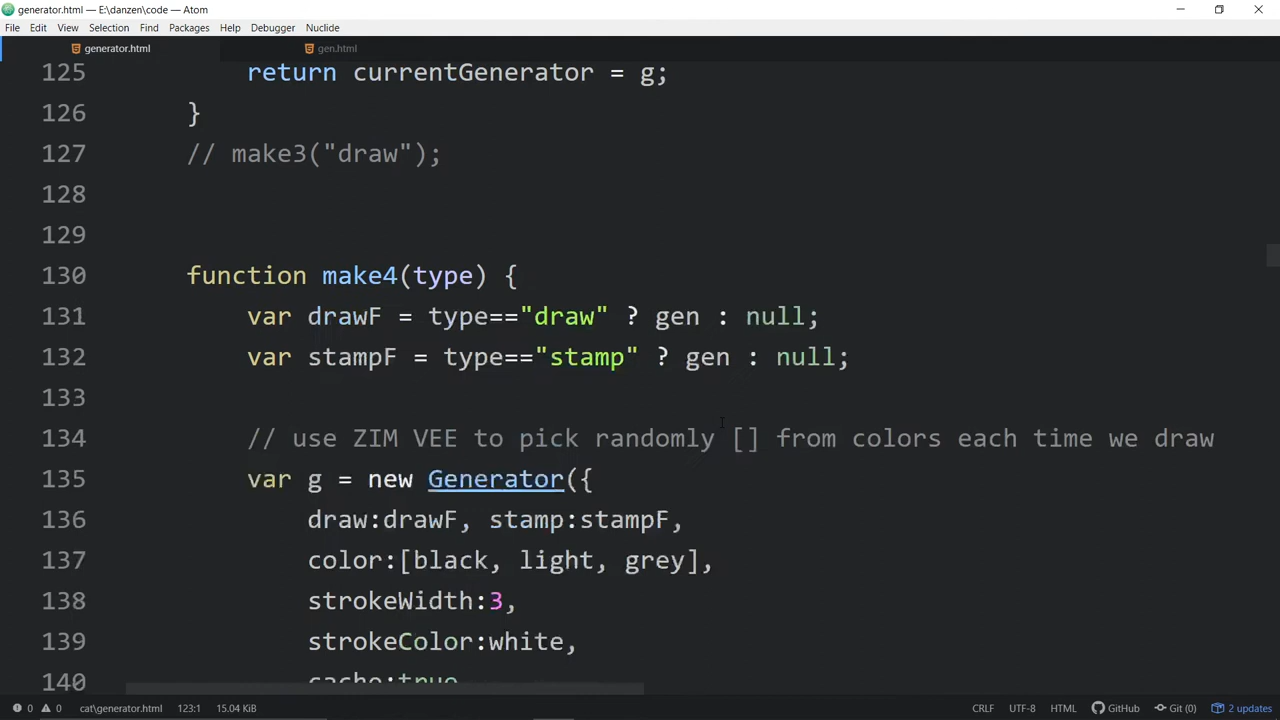 generator.html — E:\danzen\code — Atom
File Edit View Selection Find Packages Help Debugger Nuclide
generator.html gen.html
125 return currentGenerator = g;
126 }
127 // make3("draw");
128
129
130 function make4(type) {
131 var drawF = type=="draw" ? gen : null;
132 var stampF = type=="stamp" ? gen : null;
133
134 // use ZIM VEE to pick randomly [] from colors each time we draw
135 var g = new Generator({
136 draw:drawF, stamp:stampF,
137 color:[black, light, grey],
138 strokeWidth:3,
139 strokeColor:white,
140 cache:true
0 0 cat\generator.html 123:1 15.04 KiB CRLF UTF-8 HTML GitHub Git (0) 2 updates